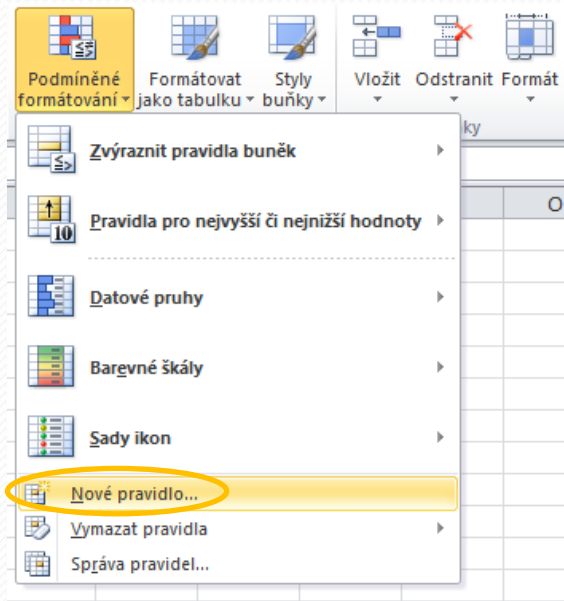 Podmíněné formátování
Formátovat jako tabulku
Styly buňky
Vložit
Odstranit
Formát
ky
O
Zvýraznit pravidla buněk
10
Pravidla pro nejvyšší či nejnižší hodnoty
Datové pruhy
Barevné škály
Sady ikon
Nové pravidlo...
Vymazat pravidla
Správa pravidel...